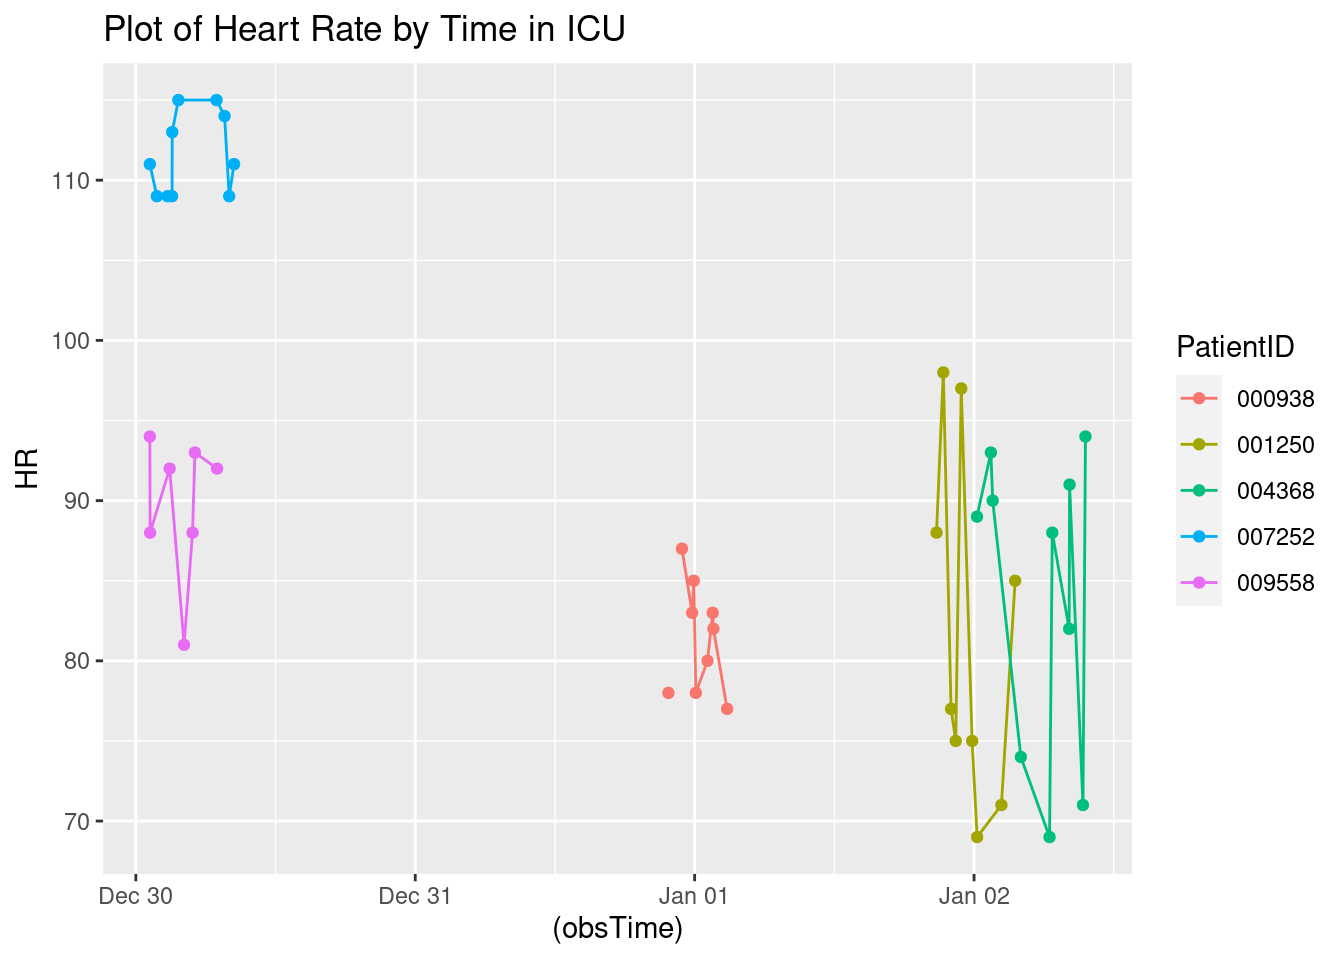 Plot of Heart Rate by Time in ICU
HR
110
100
90
80
70
Dec 30
Dec 31
Jan 01
Jan 02
(obsTime)
PatientID
000938
001250
004368
007252
009558